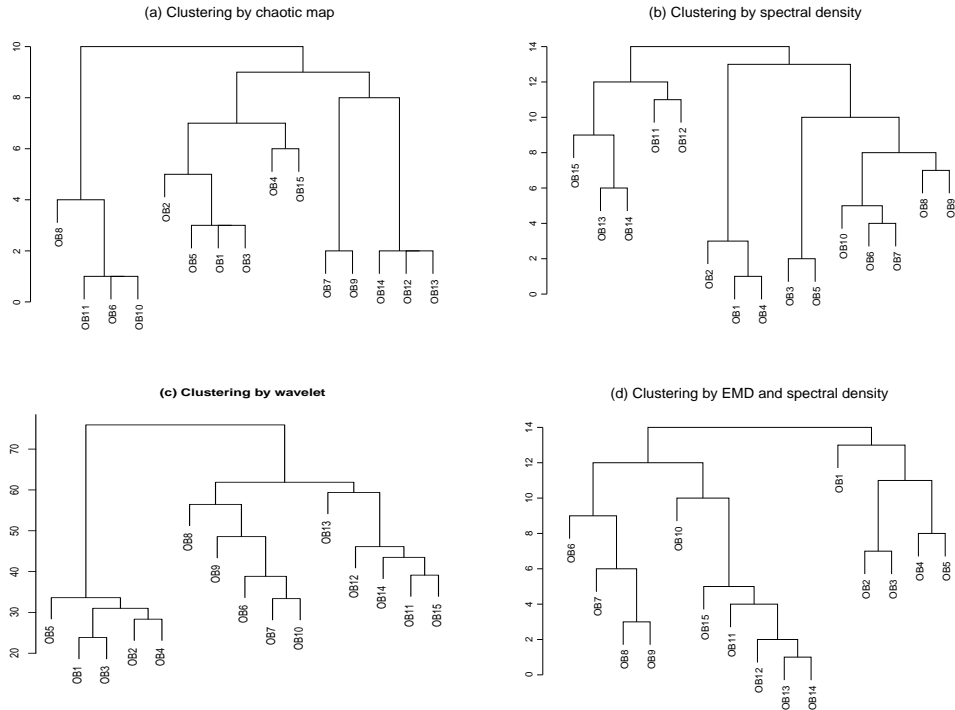 (a) Clustering by chaotic map
10
8
6
4
2
0
OB8
OB11
OB6
OB10
OB2
OB5
OB1
OB3
OB4
OB15
OB7
OB9
OB14
OB12
OB13
(b) Clustering by spectral density
14
12
10
8
6
4
2
0
OB15
OB13
OB14
OB11
OB12
OB2
OB1
OB4
OB3
OB5
OB10
OB6
OB7
OB8
OB9
(c) Clustering by wavelet
70
60
50
40
30
20
OB5
OB1
OB3
OB2
OB4
OB8
OB9
OB6
OB7
OB10
OB13
OB12
OB14
OB11
OB15
(d) Clustering by EMD and spectral density
14
12
10
8
6
4
2
0
OB6
OB7
OB8
OB9
OB10
OB15
OB11
OB12
OB13
OB14
OB1
OB2
OB3
OB4
OB5